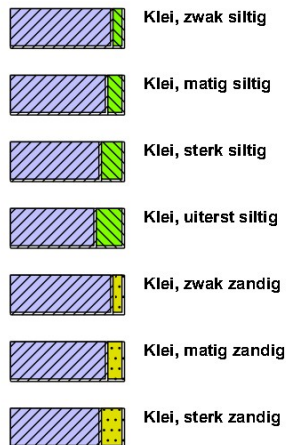 Klei, zwak siltig
Klei, matig siltig
Klei, sterk siltig
Klei, uiterst siltig
Klei, zwak zandig
Klei, matig zandig
Klei, sterk zandig